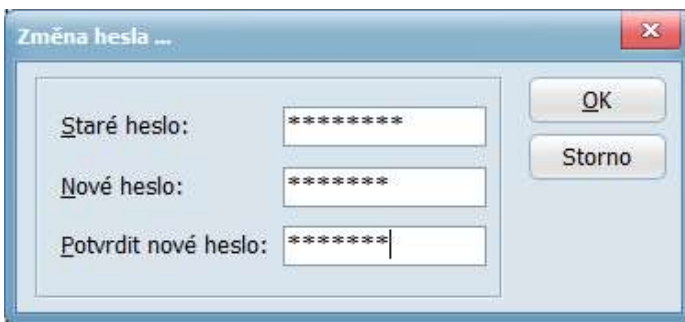 Změna hesla ...
Staré heslo: ********
OK
Storno
Nové heslo: *******
Potvrdit nové heslo: *******